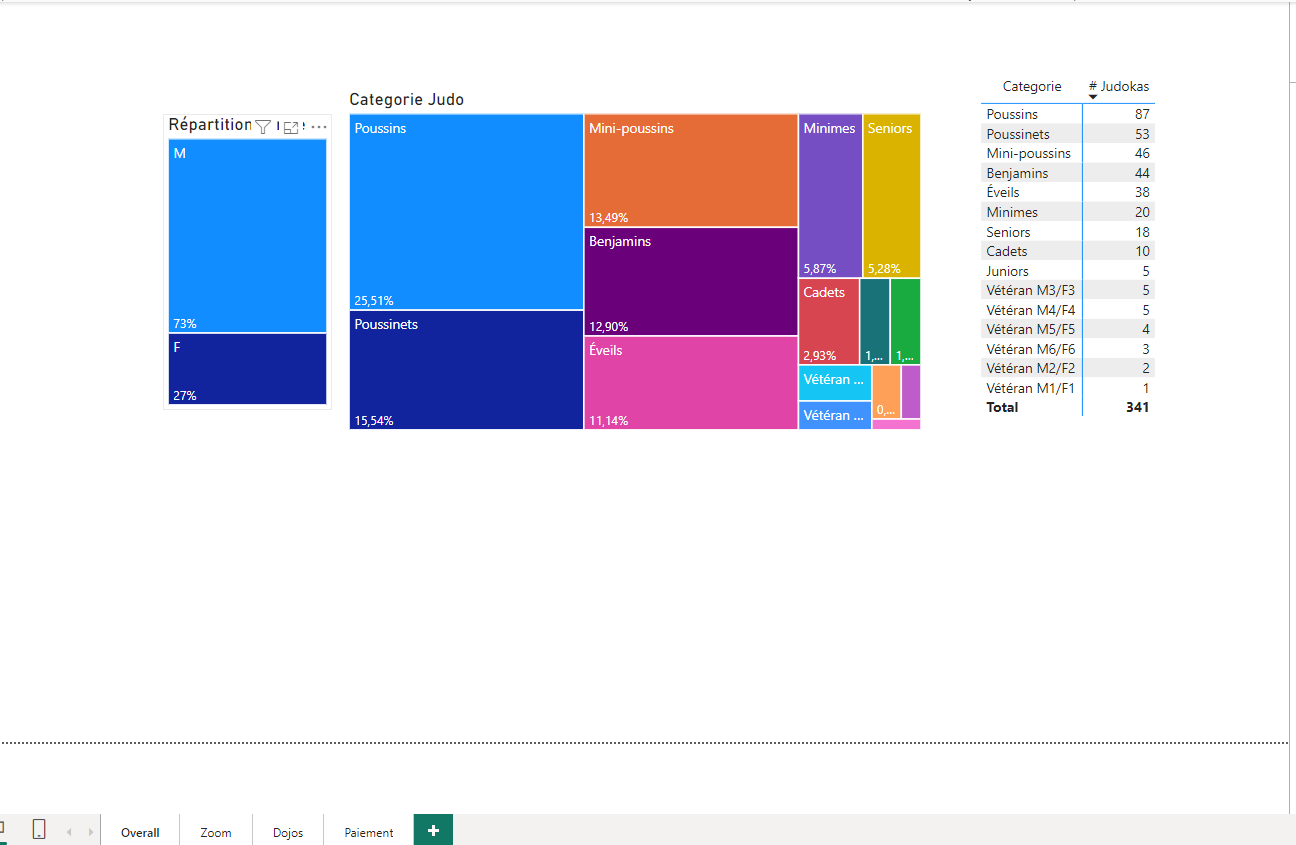 Répartition
M
73%
F
27%
Categorie Judo
Poussins
25,51%
Poussinets
15,54%
Mini-poussins
13,49%
Benjamins
12,90%
Éveils
11,14%
Minimes
5,87%
Seniors
5,28%
Cadets
2,93%
1,...
1,...
Vétéran ...
Vétéran ...
0,...
Categorie # Judokas
Poussins 87
Poussinets 53
Mini-poussins 46
Benjamins 44
Éveils 38
Minimes 20
Seniors 18
Cadets 10
Juniors 5
Vétéran M3/F3 5
Vétéran M4/F4 5
Vétéran M5/F5 4
Vétéran M6/F6 3
Vétéran M2/F2 2
Vétéran M1/F1 1
Total 341
Overall Zoom Dojos Paiement +